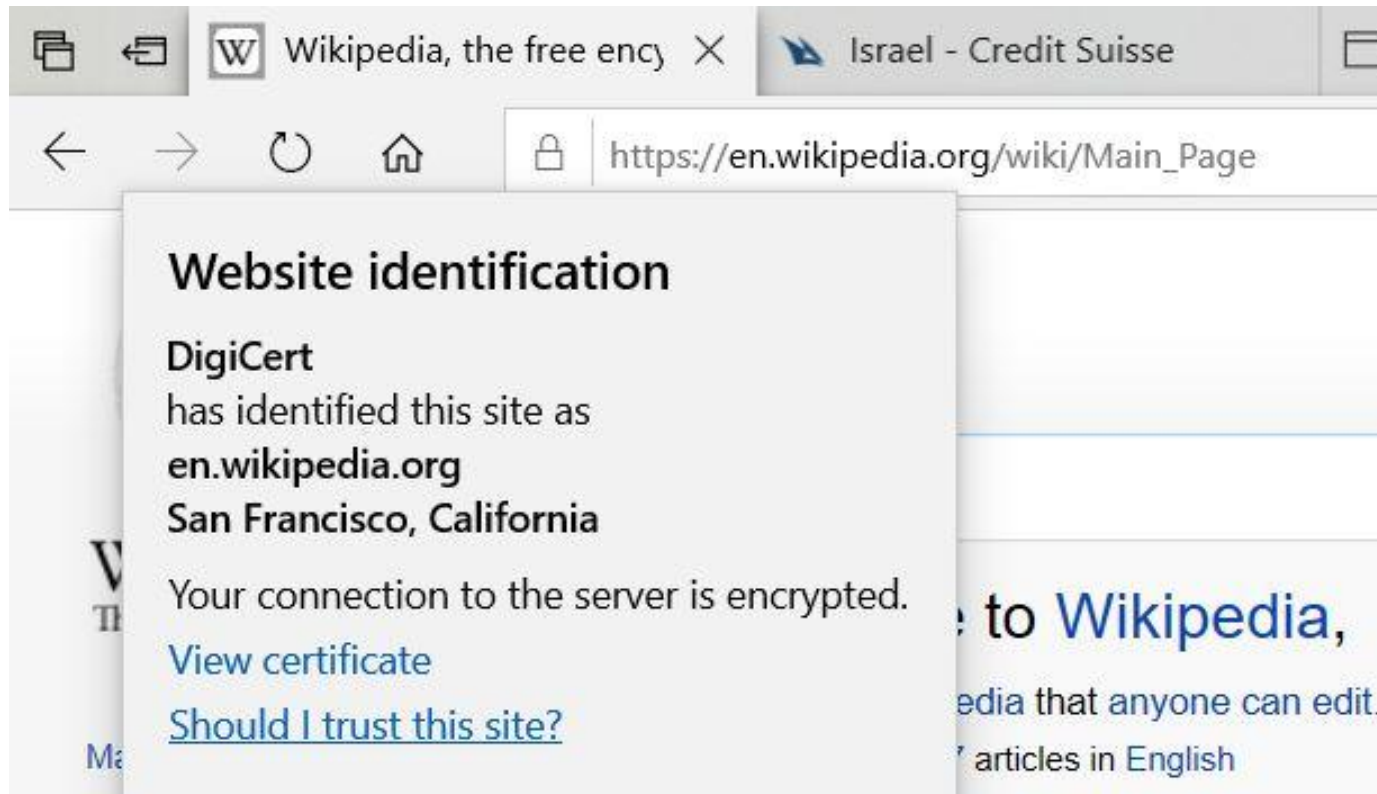 W Wikipedia, the free ency
Israel - Credit Suisse
https://en.wikipedia.org/wiki/Main_Page
Website identification
DigiCert
has identified this site as
en.wikipedia.org
San Francisco, California
Your connection to the server is encrypted.
View certificate
Should I trust this site?
W
to Wikipedia,
that anyone can edit.
articles in English